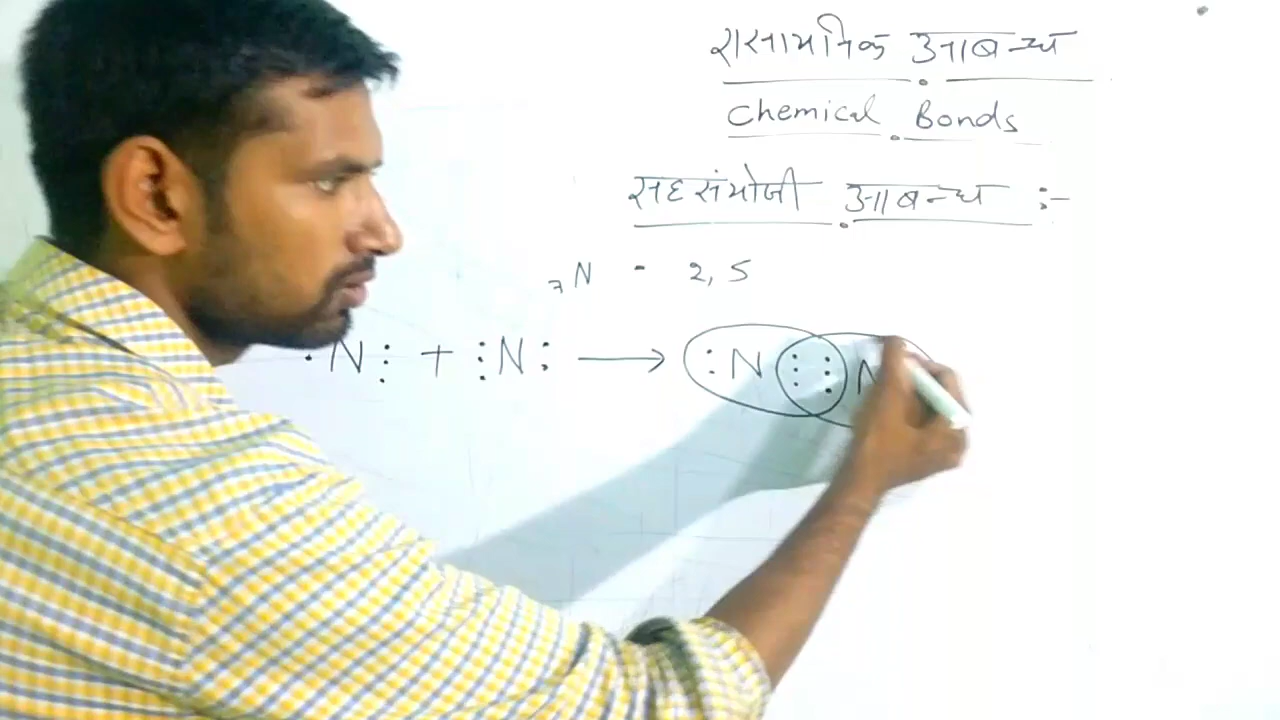 रासायनिक आबन्ध
Chemical Bonds
सहसंयोजी आबन्ध :-
₇N - 2, 5
·N⋮ + ⋮N: ⟶ :N⋮⋮N